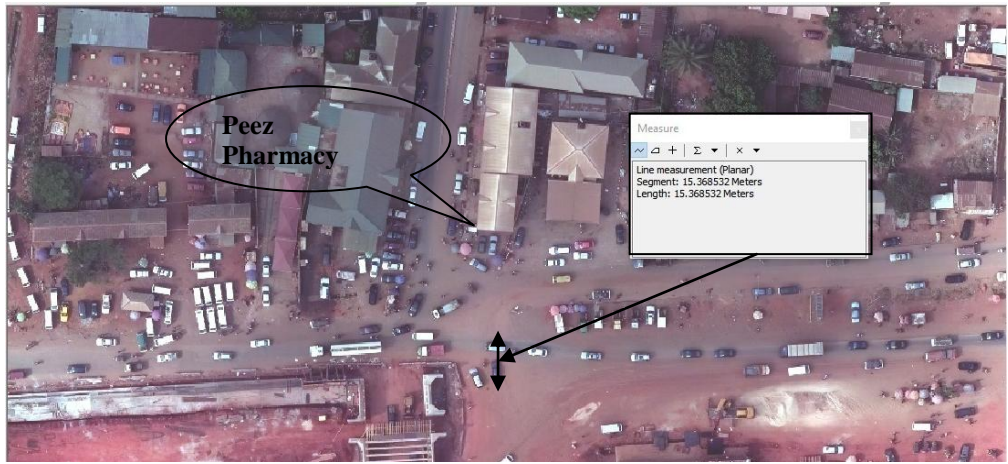 Peez
Pharmacy
Measure
Line measurement (Planar)
Segment: 15.368532 Meters
Length: 15.368532 Meters